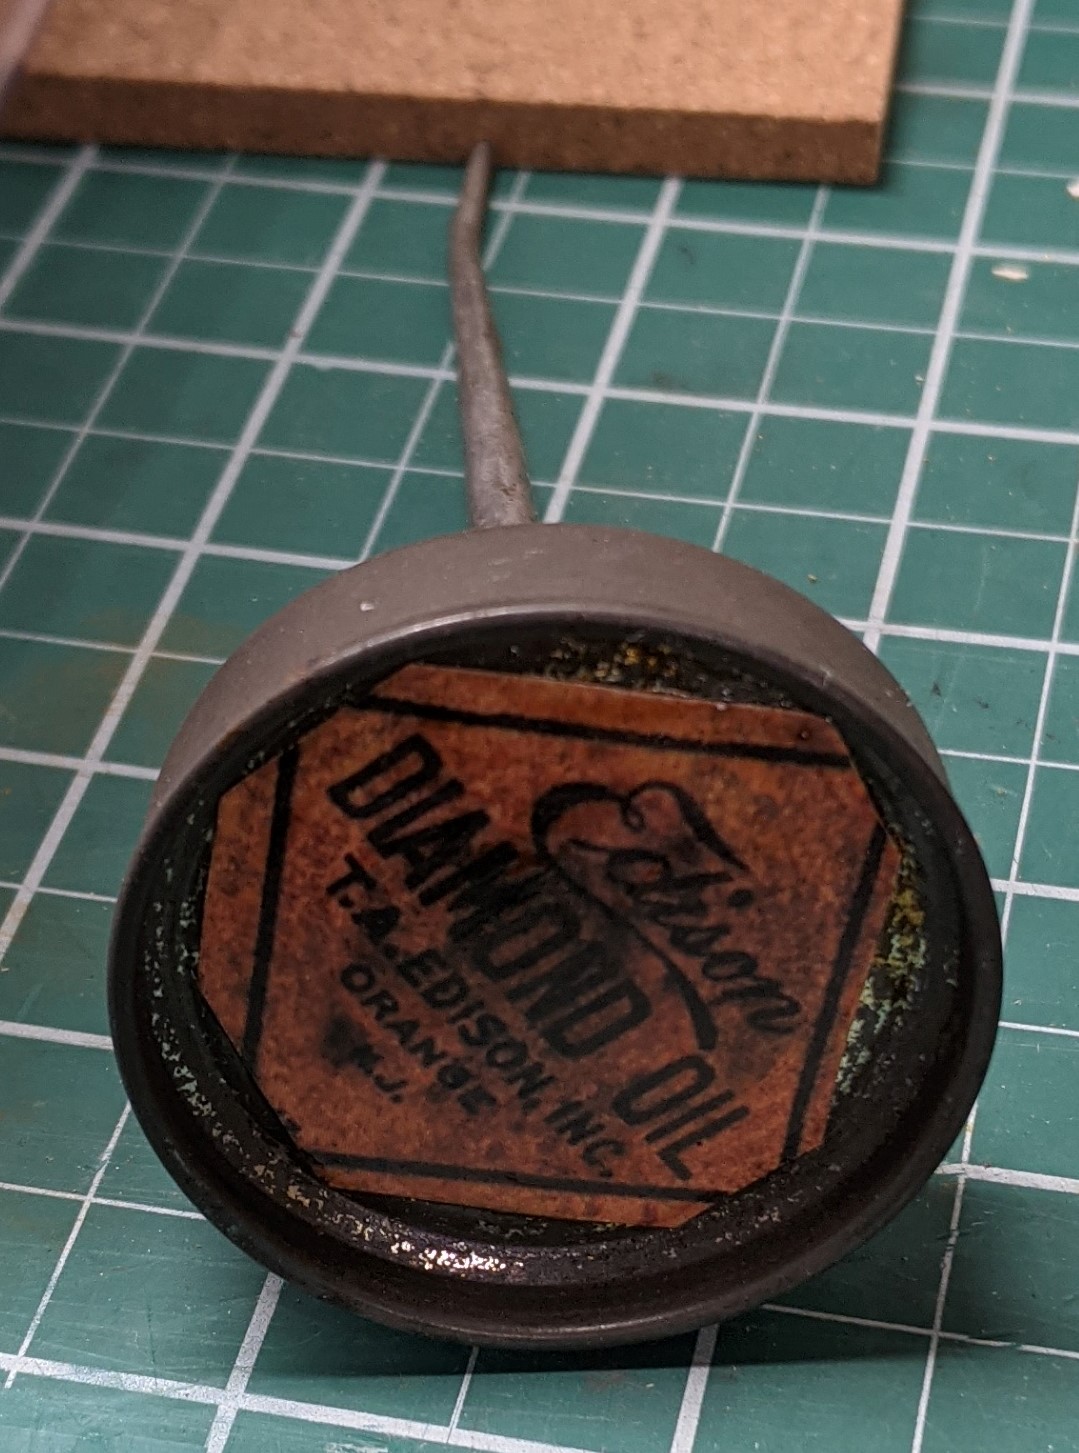 Edison
DIAMOND OIL
T.A. EDISON, INC.
ORANGE
N.J.